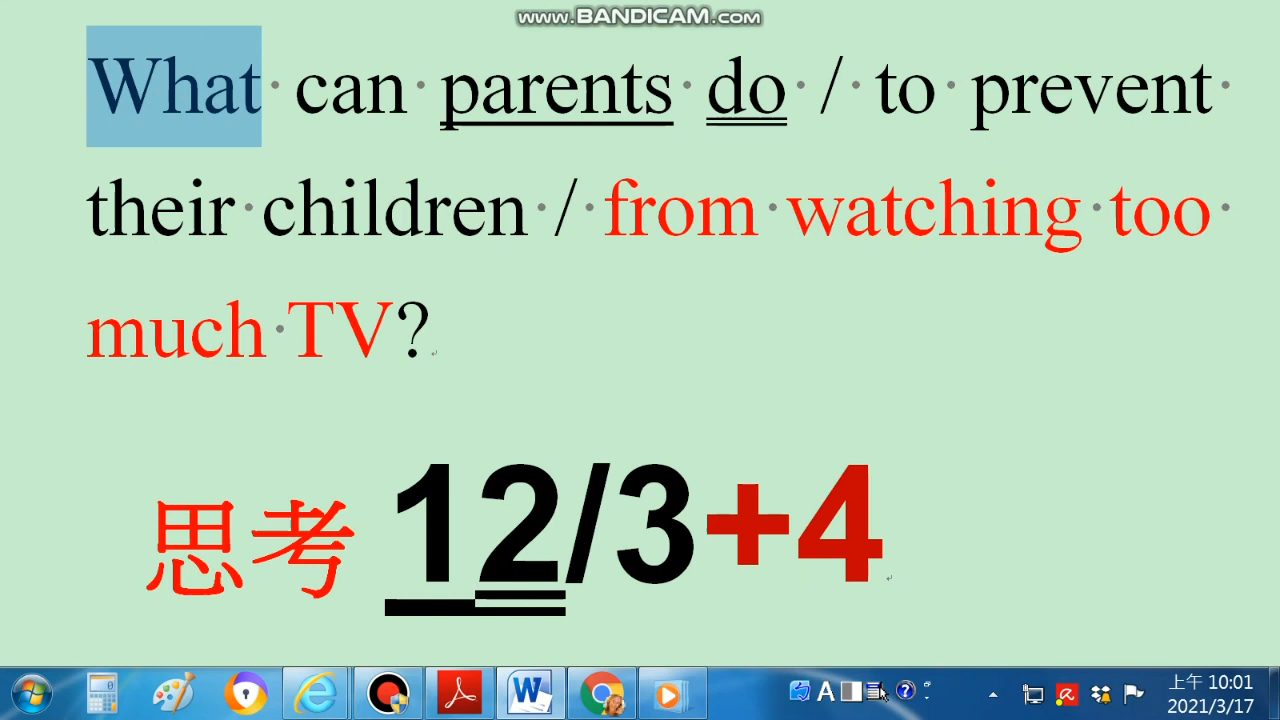 www.BANDICAM.com
What can parents do / to prevent
their children / from watching too
much TV?
思考 12/3+4
上午 10:01
2021/3/17